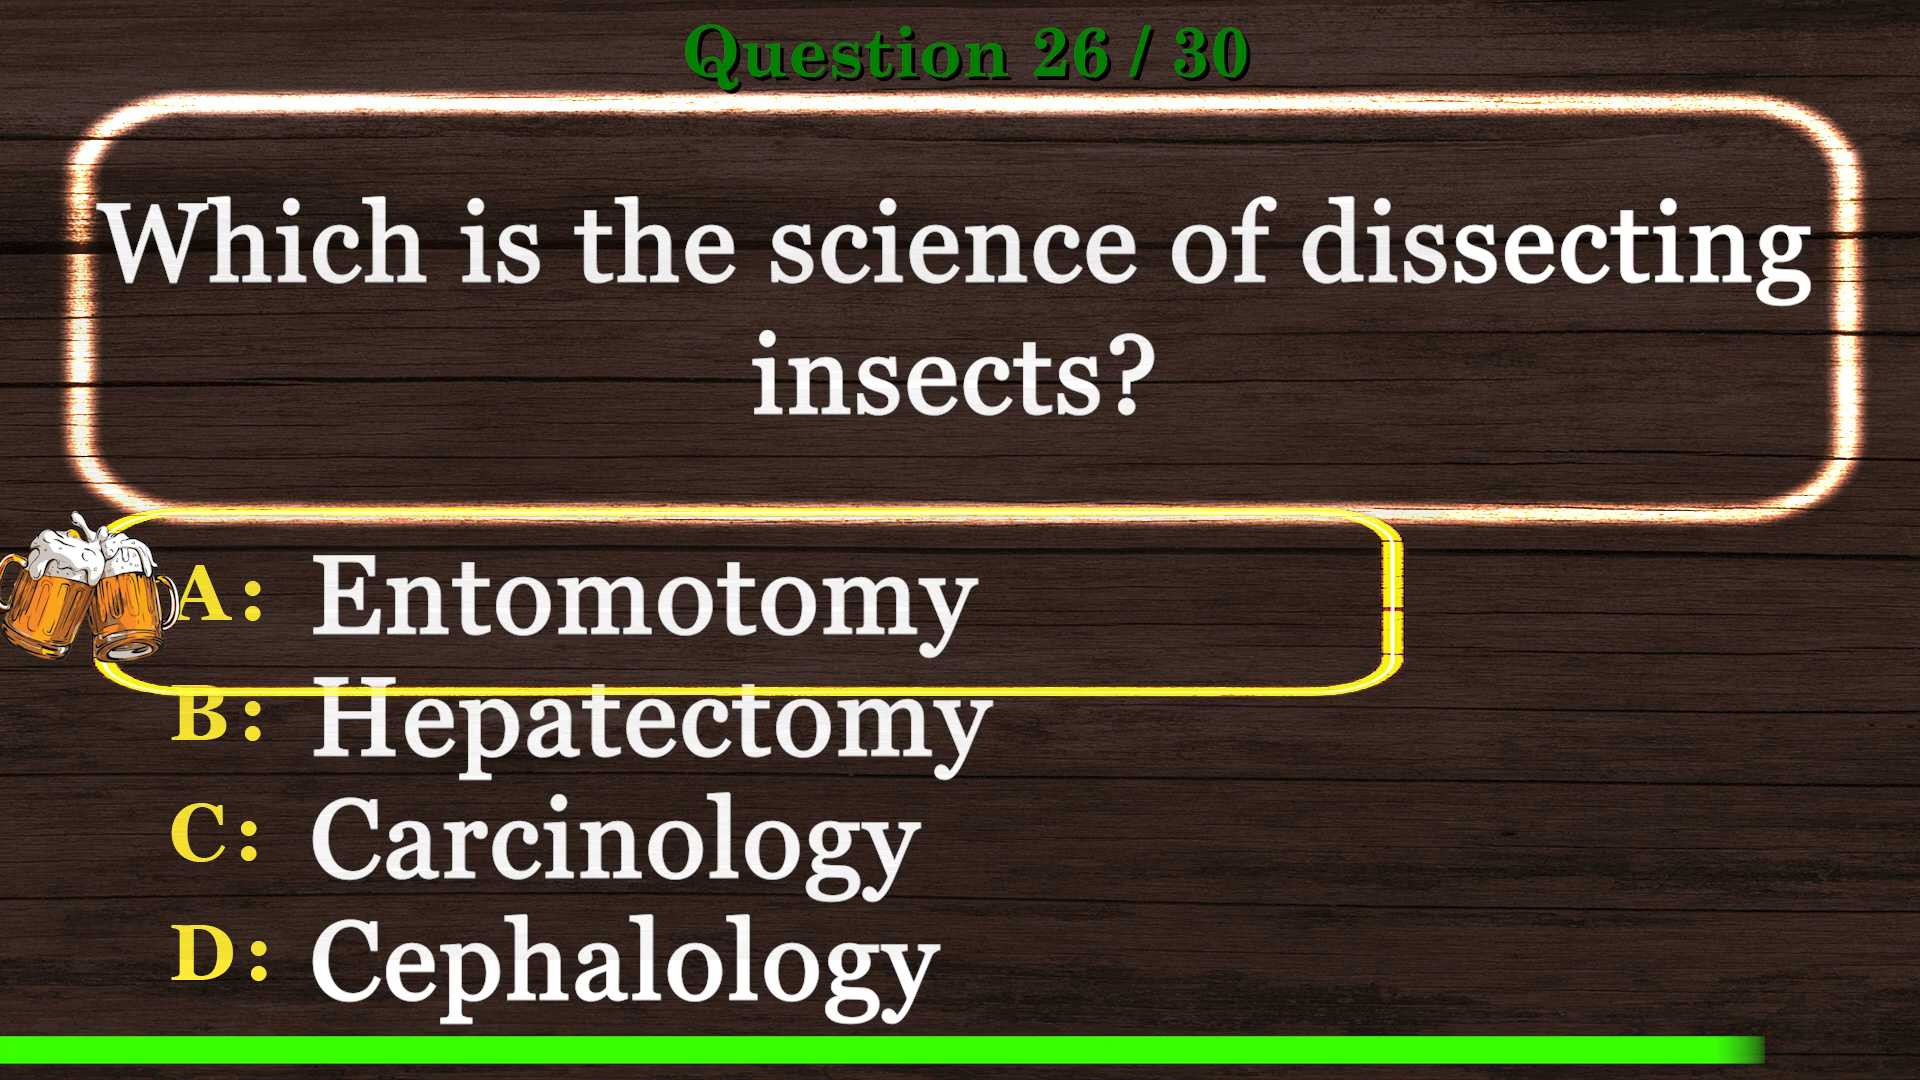 Question 26 / 30
Which is the science of dissecting
insects?
A: Entomotomy
B: Hepatectomy
C: Carcinology
D: Cephalology